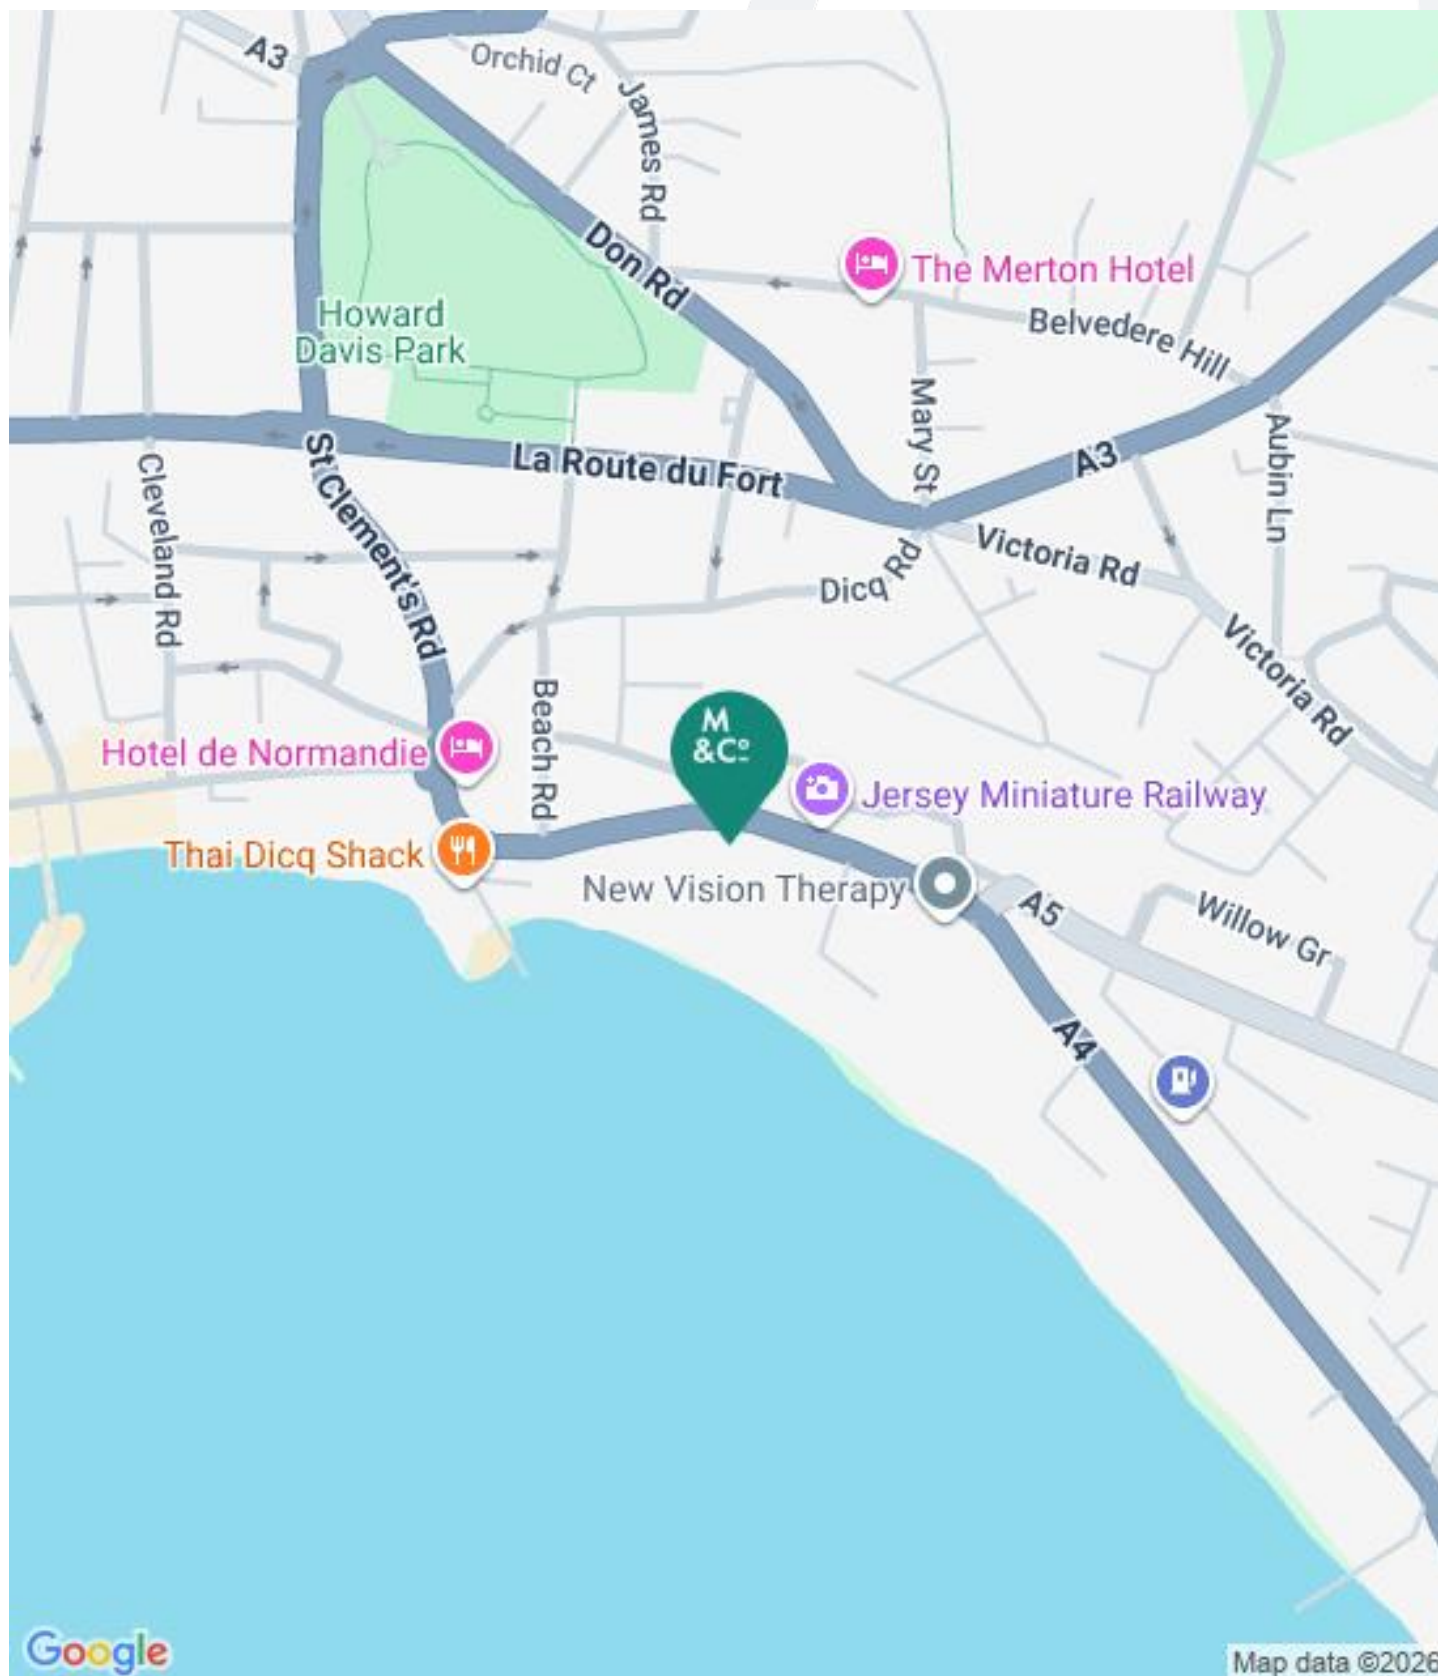 A3
Orchid Ct
James Rd
Don Rd
The Merton Hotel
Howard
Davis Park
Belvedere Hill
Mary St
Aubin Ln
A3
La Route du Fort
St Clement's Rd
Cleveland Rd
Victoria Rd
Dicq Rd
Victoria Rd
Beach Rd
M
&Cº
Hotel de Normandie
Jersey Miniature Railway
Thai Dicq Shack
New Vision Therapy
A5
Willow Gr
A4
Google
Map data ©2026